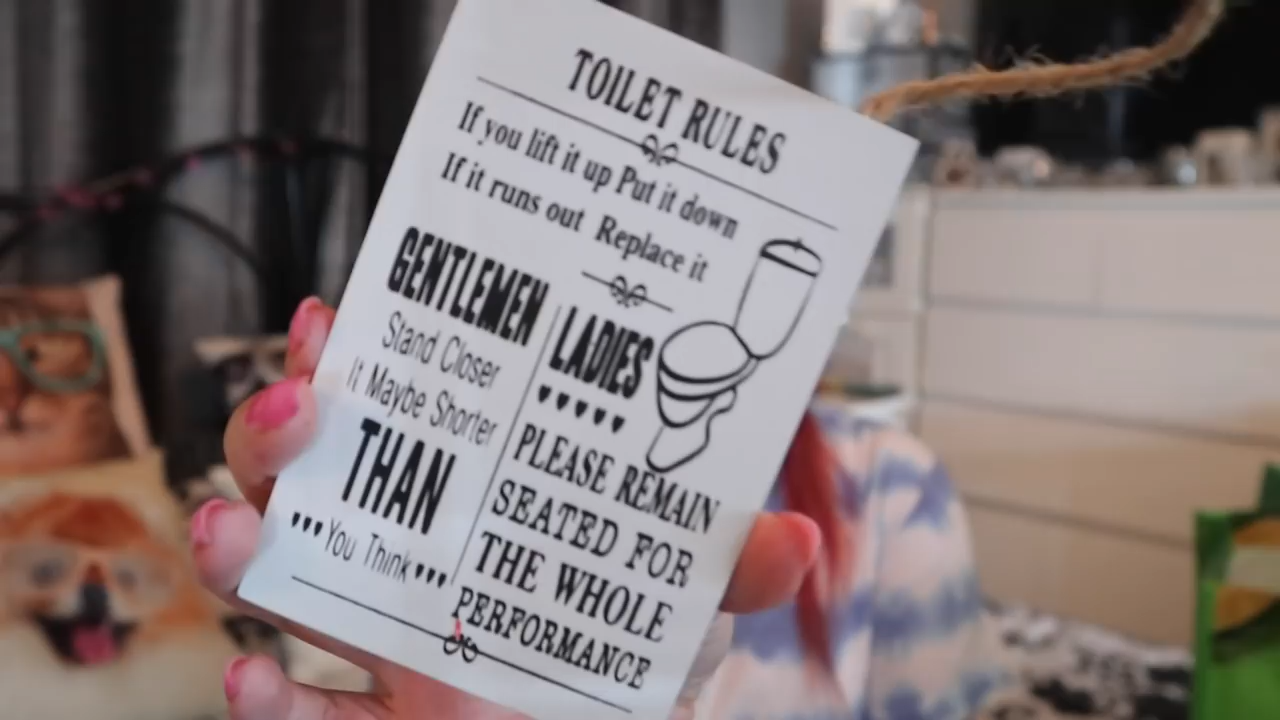 TOILET RULES
If you lift it up Put it down
If it runs out Replace it
GENTLEMEN
Stand Closer
It Maybe Shorter
THAN
You Think
LADIES
PLEASE REMAIN
SEATED FOR
THE WHOLE
PERFORMANCE